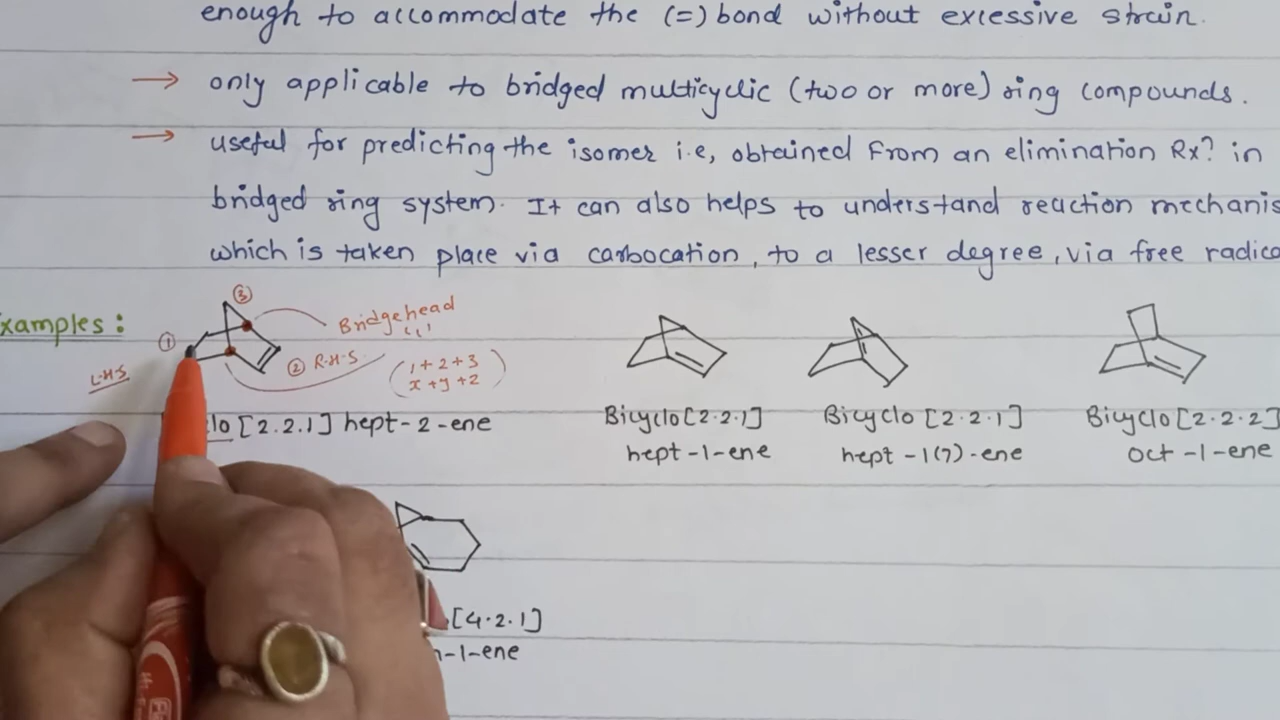 enough to accommodate the (=) bond without excessive strain.
→ only applicable to bridged multicyclic (two or more) ring compounds.
→ useful for predicting the isomer i.e, obtained From an elimination Rx? in
bridged ring system. It can also helps to understand reaction mechanis
which is taken place via carbocation, to a lesser degree, via free radica
xamples:
③
①
Bridgehead
L.H.S
② R.H.S.
(1+2+3
x+y+z)
clo [2.2.1] hept-2-ene
Bicyclo[2.2.1]
hept-1-ene
Bicyclo [2.2.1]
hept-1(7)-ene
Bicyclo[2.2.2]
oct-1-ene
[4.2.1]
-1-ene